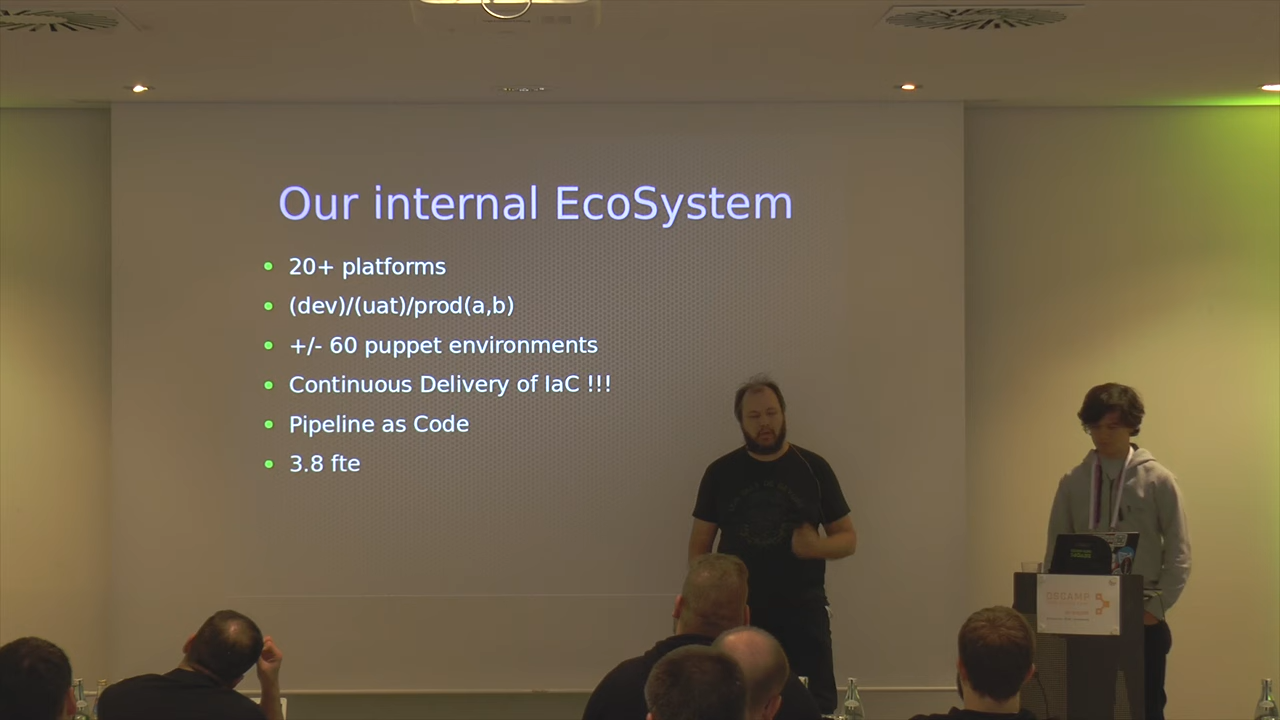 Our internal EcoSystem
20+ platforms
(dev)/(uat)/prod(a,b)
+/- 60 puppet environments
Continuous Delivery of IaC !!!
Pipeline as Code
3.8 fte
OSCAMP